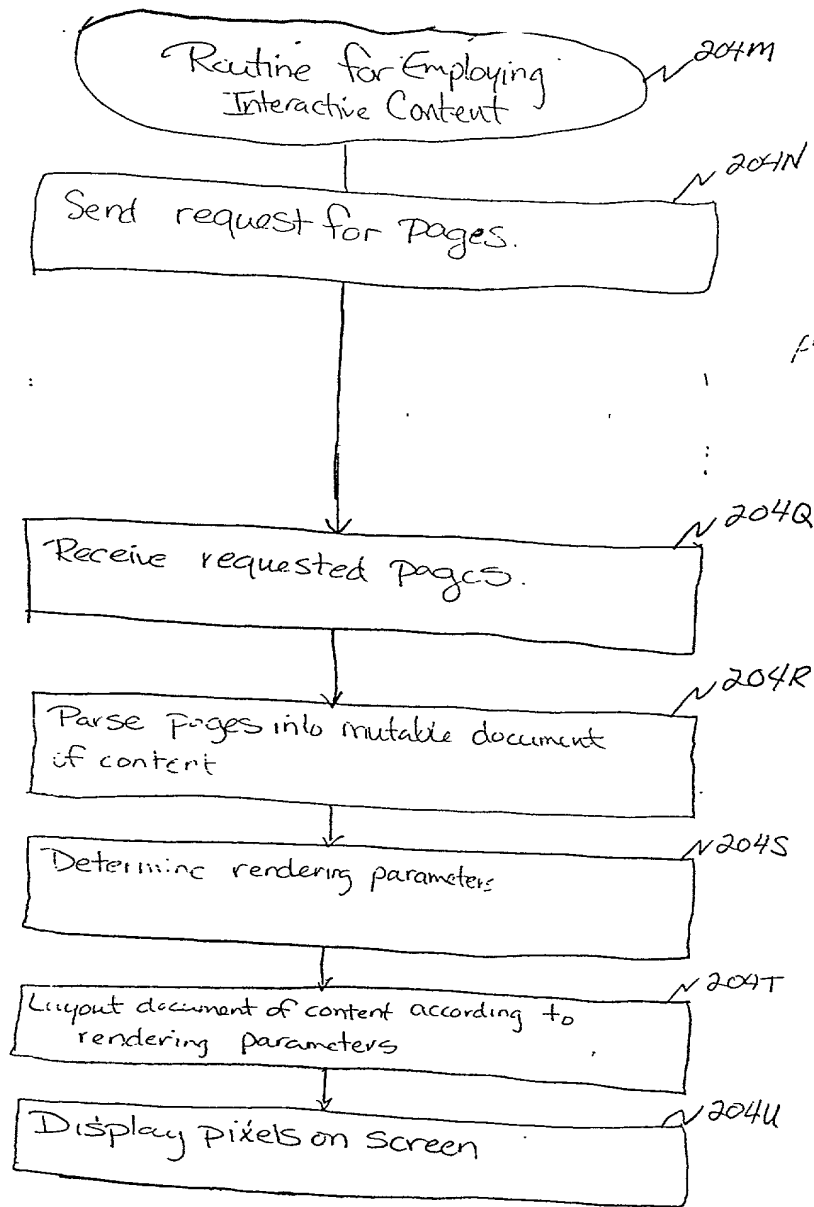 Routine for Employing
Interactive Content
204M
204N
Send request for pages.
204Q
Receive requested pages.
204R
Parse pages into mutable document
of content
204S
Determine rendering parameters
204T
Layout document of content according to
rendering parameters
204U
Display pixels on screen